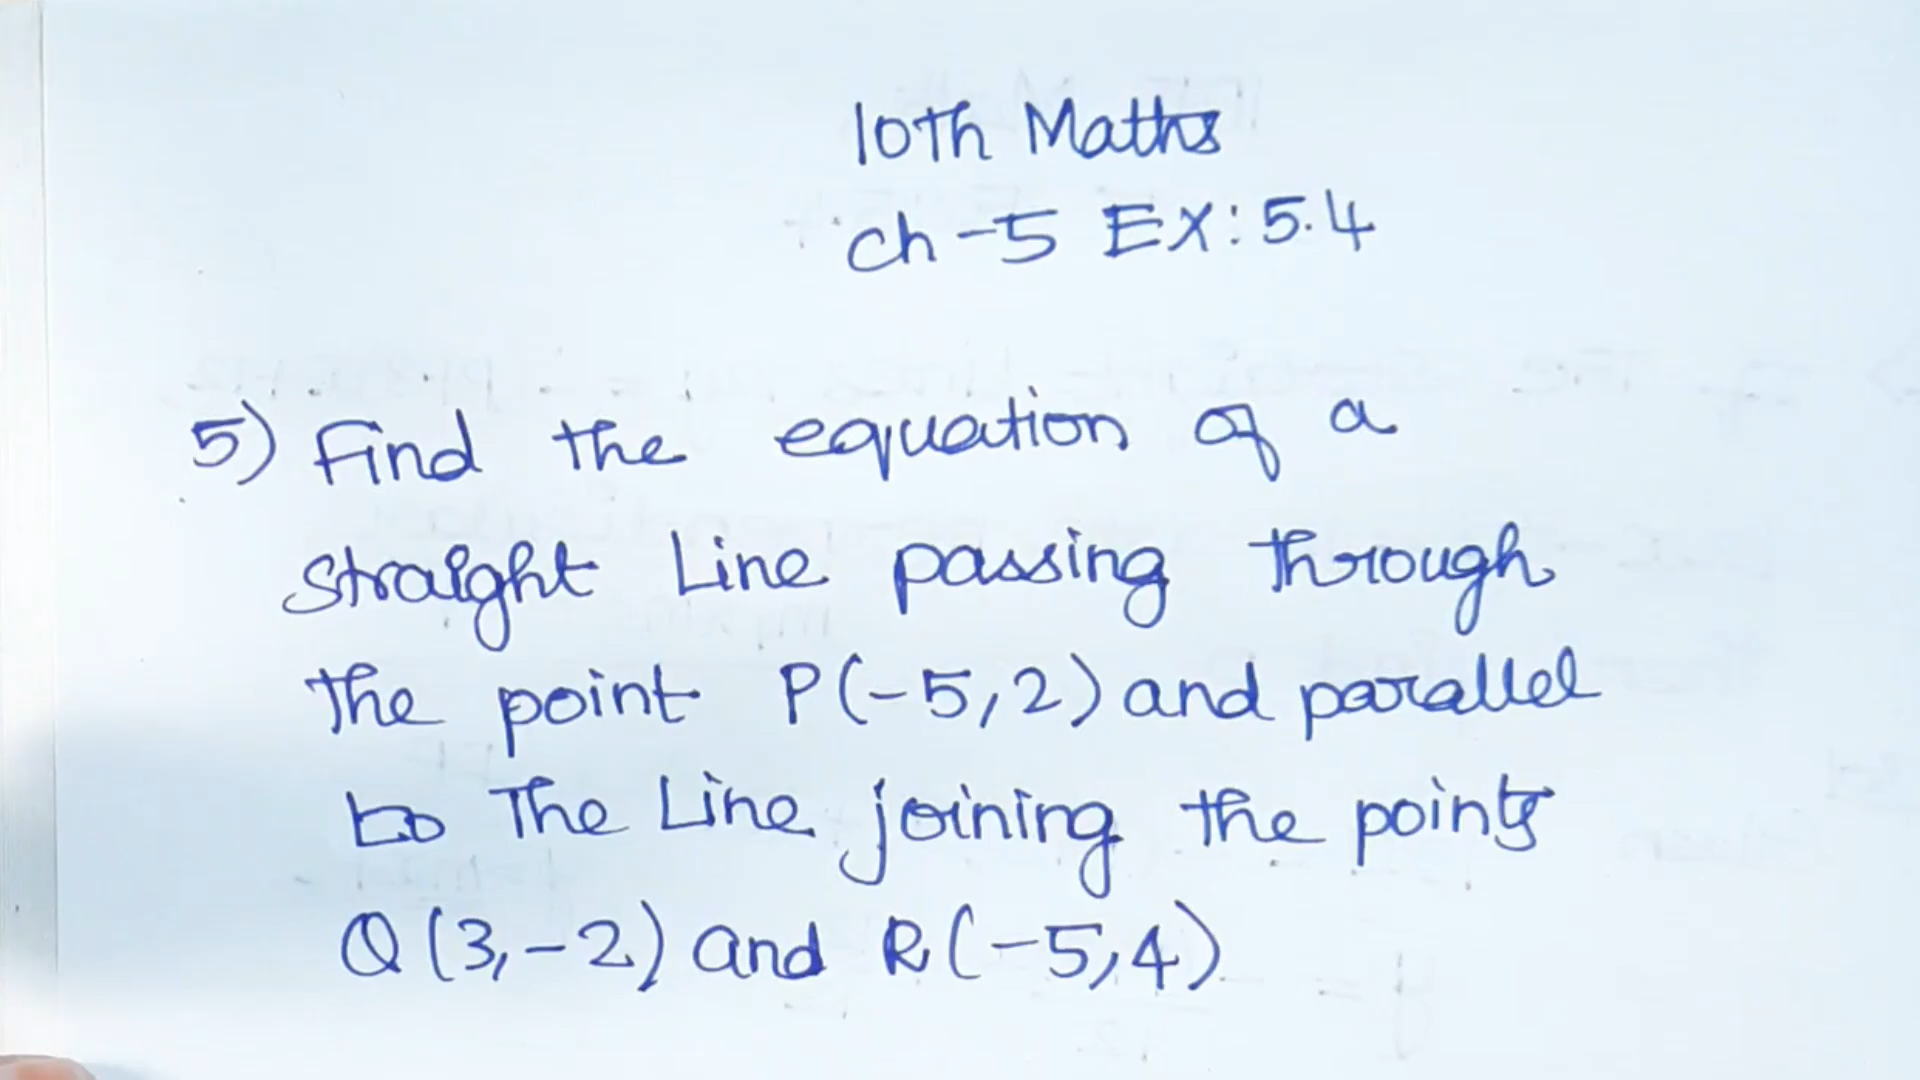 10th Maths
Ch-5 EX: 5.4
5) Find the equation of a
straight Line passing through
the point P(-5,2) and parallel
to The Line joining the points
Q(3,-2) and R(-5,4)